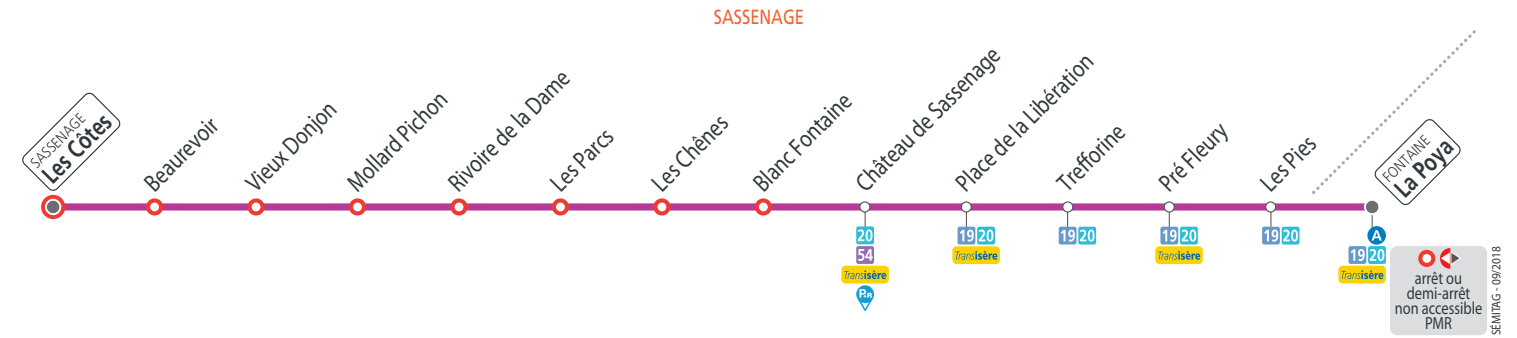 SASSENAGE
SASSENAGE
Les Côtes
Beaurevoir
Vieux Donjon
Mollard Pichon
Rivoire de la Dame
Les Parcs
Les Chênes
Blanc Fontaine
Château de Sassenage
Place de la Libération
Trefforine
Pré Fleury
Les Pies
FONTAINE
La Poya
20
54
Transisère
P+R
19 20
Transisère
19 20
19 20
Transisère
19 20
A
19 20
Transisère
arrêt ou
demi-arrêt
non accessible
PMR
SÉMITAG - 09/2018